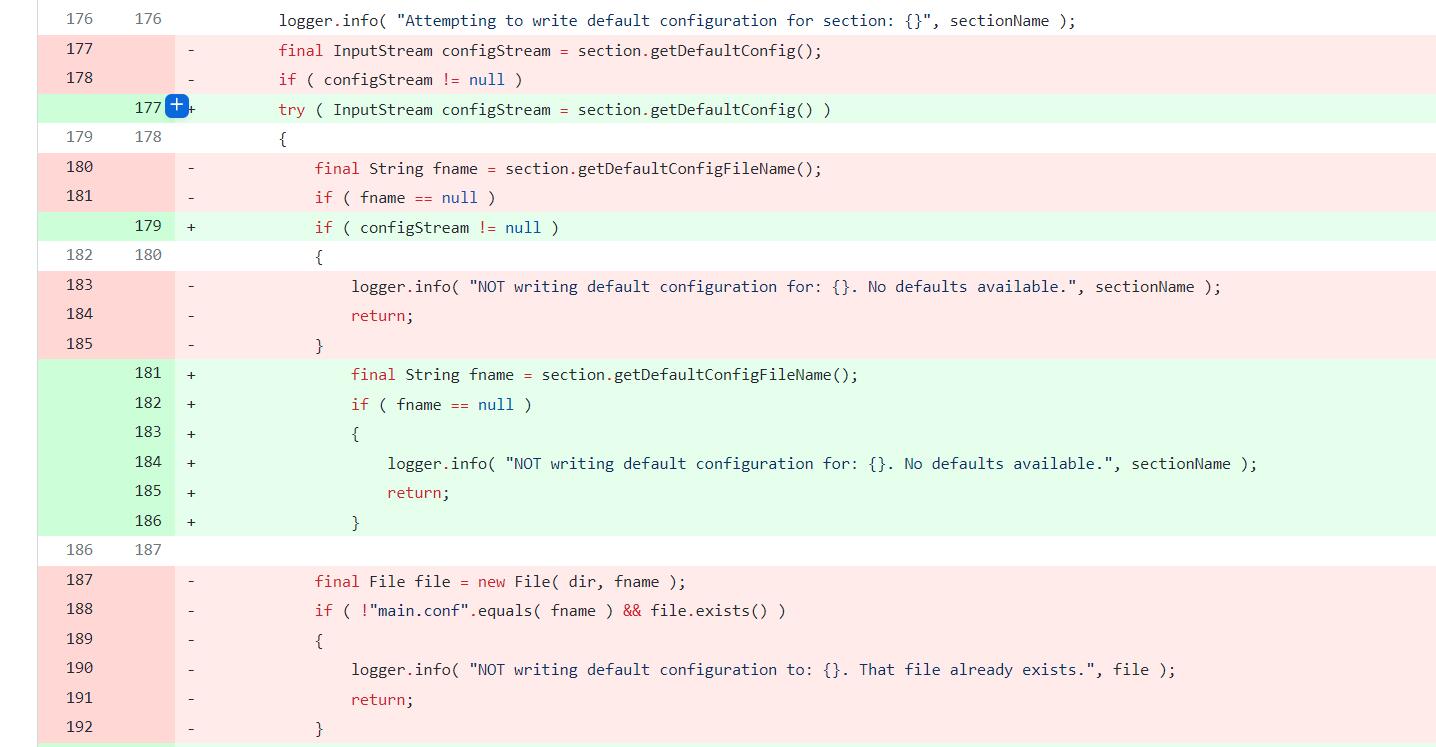 176 176 logger.info( "Attempting to write default configuration for section: {}", sectionName );
177 - final InputStream configStream = section.getDefaultConfig();
178 - if ( configStream != null )
177 + try ( InputStream configStream = section.getDefaultConfig() )
179 178 {
180 - final String fname = section.getDefaultConfigFileName();
181 - if ( fname == null )
179 + if ( configStream != null )
182 180 {
183 - logger.info( "NOT writing default configuration for: {}. No defaults available.", sectionName );
184 - return;
185 - }
181 + final String fname = section.getDefaultConfigFileName();
182 + if ( fname == null )
183 + {
184 + logger.info( "NOT writing default configuration for: {}. No defaults available.", sectionName );
185 + return;
186 + }
186 187
187 - final File file = new File( dir, fname );
188 - if ( !"main.conf".equals( fname ) && file.exists() )
189 - {
190 - logger.info( "NOT writing default configuration to: {}. That file already exists.", file );
191 - return;
192 - }